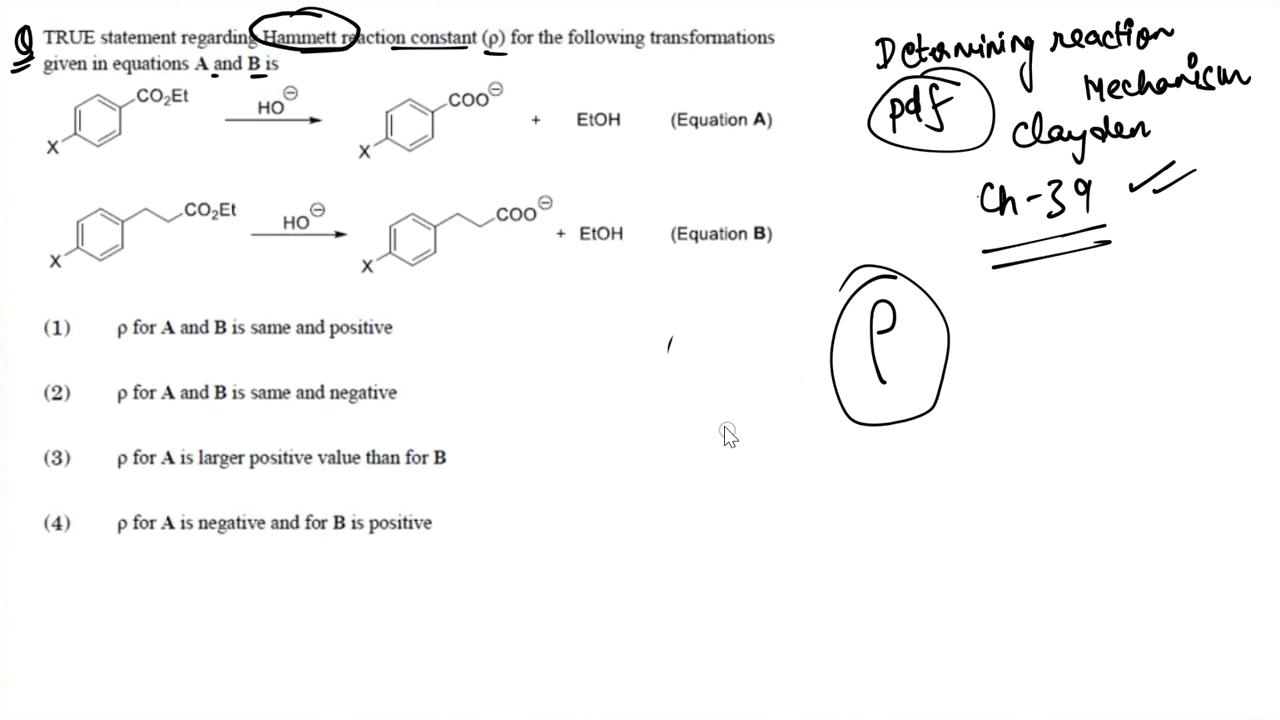 Q TRUE statement regarding Hammett reaction constant (ρ) for the following transformations
given in equations A and B is
CO₂Et
HO⊖
COO⊖
+ EtOH (Equation A)
X
X
CO₂Et
HO⊖
COO⊖
+ EtOH (Equation B)
X
X
(1) ρ for A and B is same and positive
(2) ρ for A and B is same and negative
(3) ρ for A is larger positive value than for B
(4) ρ for A is negative and for B is positive
Determining reaction
Mechanism
pdf
Clayden
Ch-39
ρ